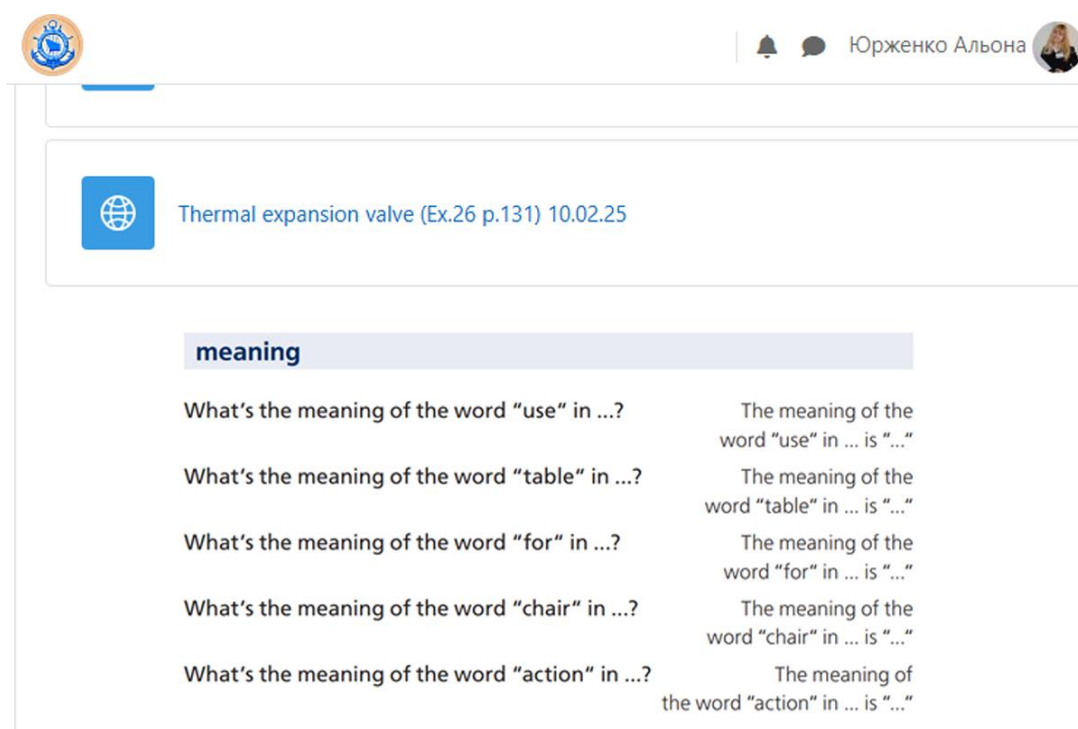 Юрженко Альона
Thermal expansion valve (Ex.26 p.131) 10.02.25
meaning
What's the meaning of the word “use“ in ...? The meaning of the
word “use“ in ... is “...“
What's the meaning of the word “table“ in ...? The meaning of the
word “table“ in ... is “...“
What's the meaning of the word “for“ in ...? The meaning of the
word “for“ in ... is “...“
What's the meaning of the word “chair“ in ...? The meaning of the
word “chair“ in ... is “...“
What's the meaning of the word “action“ in ...? The meaning of
the word “action“ in ... is “...“